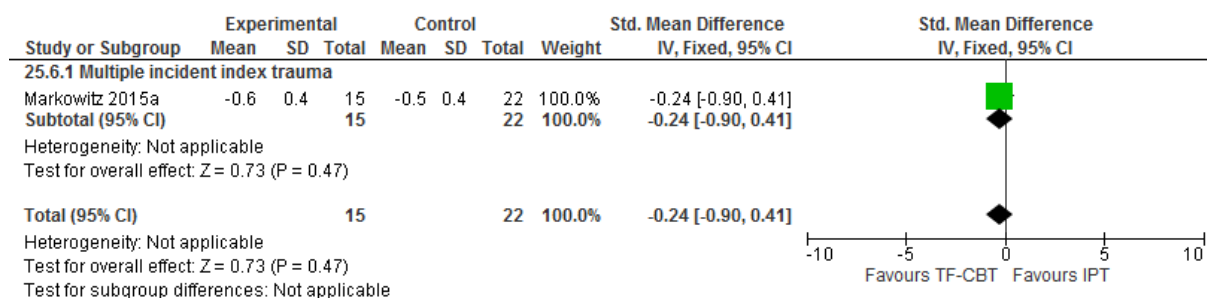 Experimental Control Std. Mean Difference Std. Mean Difference
Study or Subgroup Mean SD Total Mean SD Total Weight IV, Fixed, 95% CI IV, Fixed, 95% CI
25.6.1 Multiple incident index trauma
Markowitz 2015a -0.6 0.4 15 -0.5 0.4 22 100.0% -0.24 [-0.90, 0.41]
Subtotal (95% CI) 15 22 100.0% -0.24 [-0.90, 0.41]
Heterogeneity: Not applicable
Test for overall effect: Z = 0.73 (P = 0.47)
Total (95% CI) 15 22 100.0% -0.24 [-0.90, 0.41]
Heterogeneity: Not applicable
Test for overall effect: Z = 0.73 (P = 0.47)
Test for subgroup differences: Not applicable
-10 -5 0 5 10
Favours TF-CBT Favours IPT